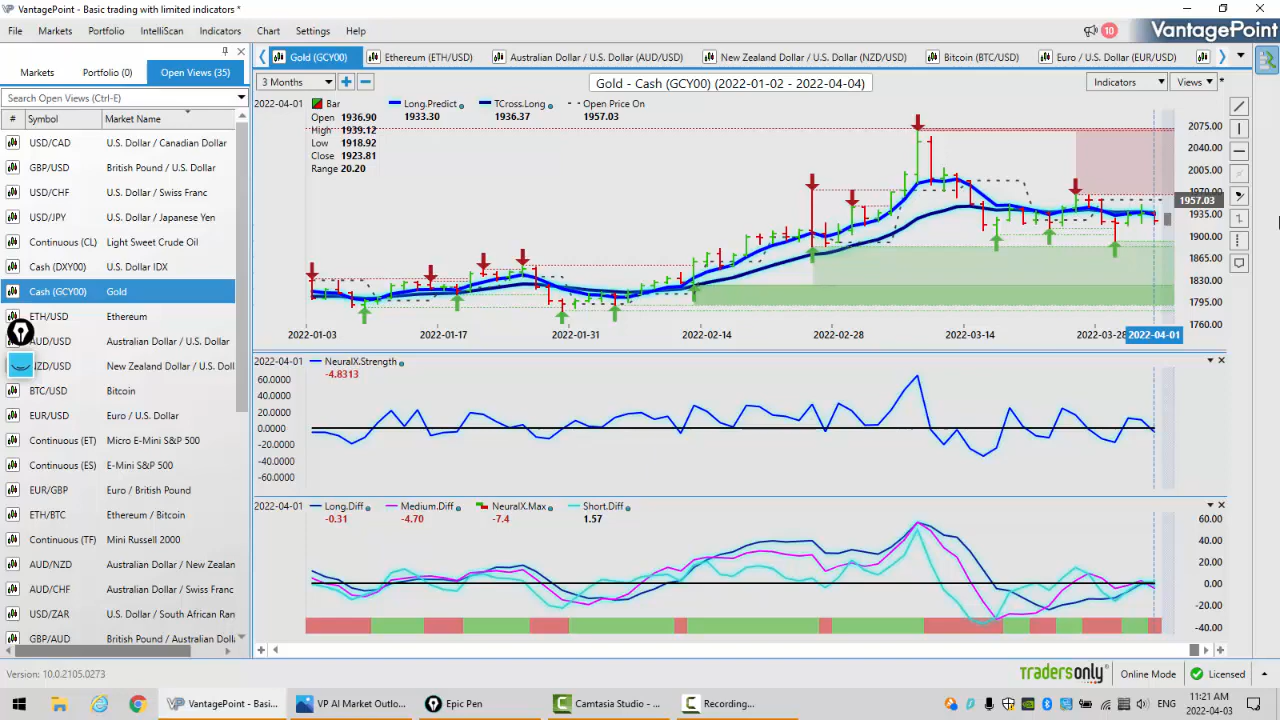 VantagePoint - Basic trading with limited indicators *
File Markets Portfolio IntelliScan Indicators Chart Settings Help
10
VantagePoint
Markets Portfolio (0) Open Views (35)
Gold (GCY00) Ethereum (ETH/USD) Australian Dollar / U.S. Dollar (AUD/USD) New Zealand Dollar / U.S. Dollar (NZD/USD) Bitcoin (BTC/USD) Euro / U.S. Dollar (EUR/USD)
3 Months
Gold - Cash (GCY00) (2022-01-02 - 2022-04-04)
Indicators Views
Search Open Views (Ctrl-E)
# Symbol Market Name
USD/CAD U.S. Dollar / Canadian Dollar
GBP/USD British Pound / U.S. Dollar
USD/CHF U.S. Dollar / Swiss Franc
USD/JPY U.S. Dollar / Japanese Yen
Continuous (CL) Light Sweet Crude Oil
Cash (DXY00) U.S. Dollar IDX
Cash (GCY00) Gold
ETH/USD Ethereum
AUD/USD Australian Dollar / U.S. Dollar
NZD/USD New Zealand Dollar / U.S. Doll
BTC/USD Bitcoin
EUR/USD Euro / U.S. Dollar
Continuous (ET) Micro E-Mini S&P 500
Continuous (ES) E-Mini S&P 500
EUR/GBP Euro / British Pound
ETH/BTC Ethereum / Bitcoin
Continuous (TF) Mini Russell 2000
AUD/NZD Australian Dollar / New Zealan
AUD/CHF Australian Dollar / Swiss Franc
USD/ZAR U.S. Dollar / South African Ran
GBP/AUD British Pound / Australian Dolla
2022-04-01 Bar Long.Predict TCross.Long Open Price On
Open 1936.90 1933.30 1936.37 1957.03
High 1939.12
Low 1918.92
Close 1923.81
Range 20.20
2075.00
2040.00
2005.00
1970.00
1957.03
1935.00
1900.00
1865.00
1830.00
1795.00
1760.00
2022-01-03 2022-01-17 2022-01-31 2022-02-14 2022-02-28 2022-03-14 2022-03-28 2022-04-01
2022-04-01 NeuralX.Strength
-4.8313
60.0000
40.0000
20.0000
0.0000
-20.0000
-40.0000
-60.0000
2022-04-01 Long.Diff Medium.Diff NeuralX.Max Short.Diff
-0.31 -4.70 -7.4 1.57
60.00
40.00
20.00
0.00
-20.00
-40.00
Version: 10.0.2105.0273
tradersonly Online Mode Licensed
VantagePoint - Basi... VP AI Market Outlo... Epic Pen Camtasia Studio - ... Recording...
ENG
11:21 AM
2022-04-03